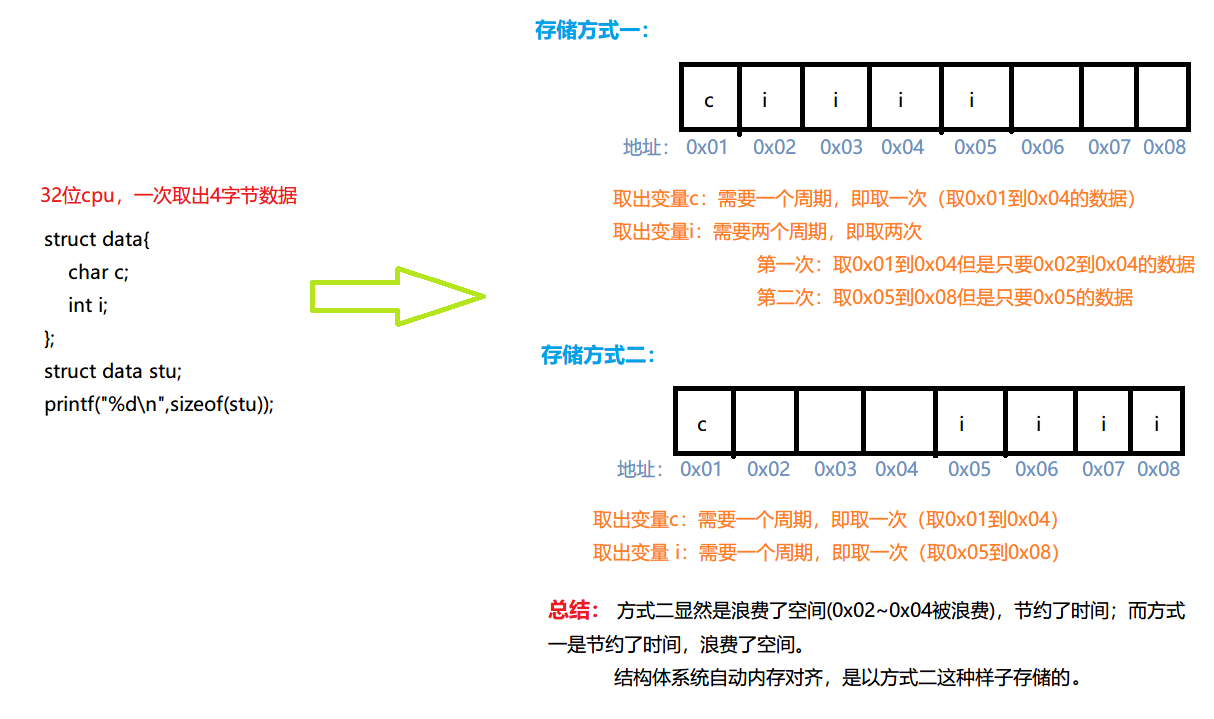 存储方式一：
c i i i i
地址： 0x01 0x02 0x03 0x04 0x05 0x06 0x07 0x08
32位cpu，一次取出4字节数据
struct data{
char c;
int i;
};
struct data stu;
printf("%d\n",sizeof(stu));
取出变量c：需要一个周期，即取一次（取0x01到0x04的数据）
取出变量i：需要两个周期，即取两次
第一次：取0x01到0x04但是只要0x02到0x04的数据
第二次：取0x05到0x08但是只要0x05的数据
存储方式二：
c i i i i
地址： 0x01 0x02 0x03 0x04 0x05 0x06 0x07 0x08
取出变量c：需要一个周期，即取一次（取0x01到0x04）
取出变量 i：需要一个周期，即取一次（取0x05到0x08）
总结： 方式二显然是浪费了空间(0x02~0x04被浪费)，节约了时间；而方式
一是节约了时间，浪费了空间。
结构体系统自动内存对齐，是以方式二这种样子存储的。